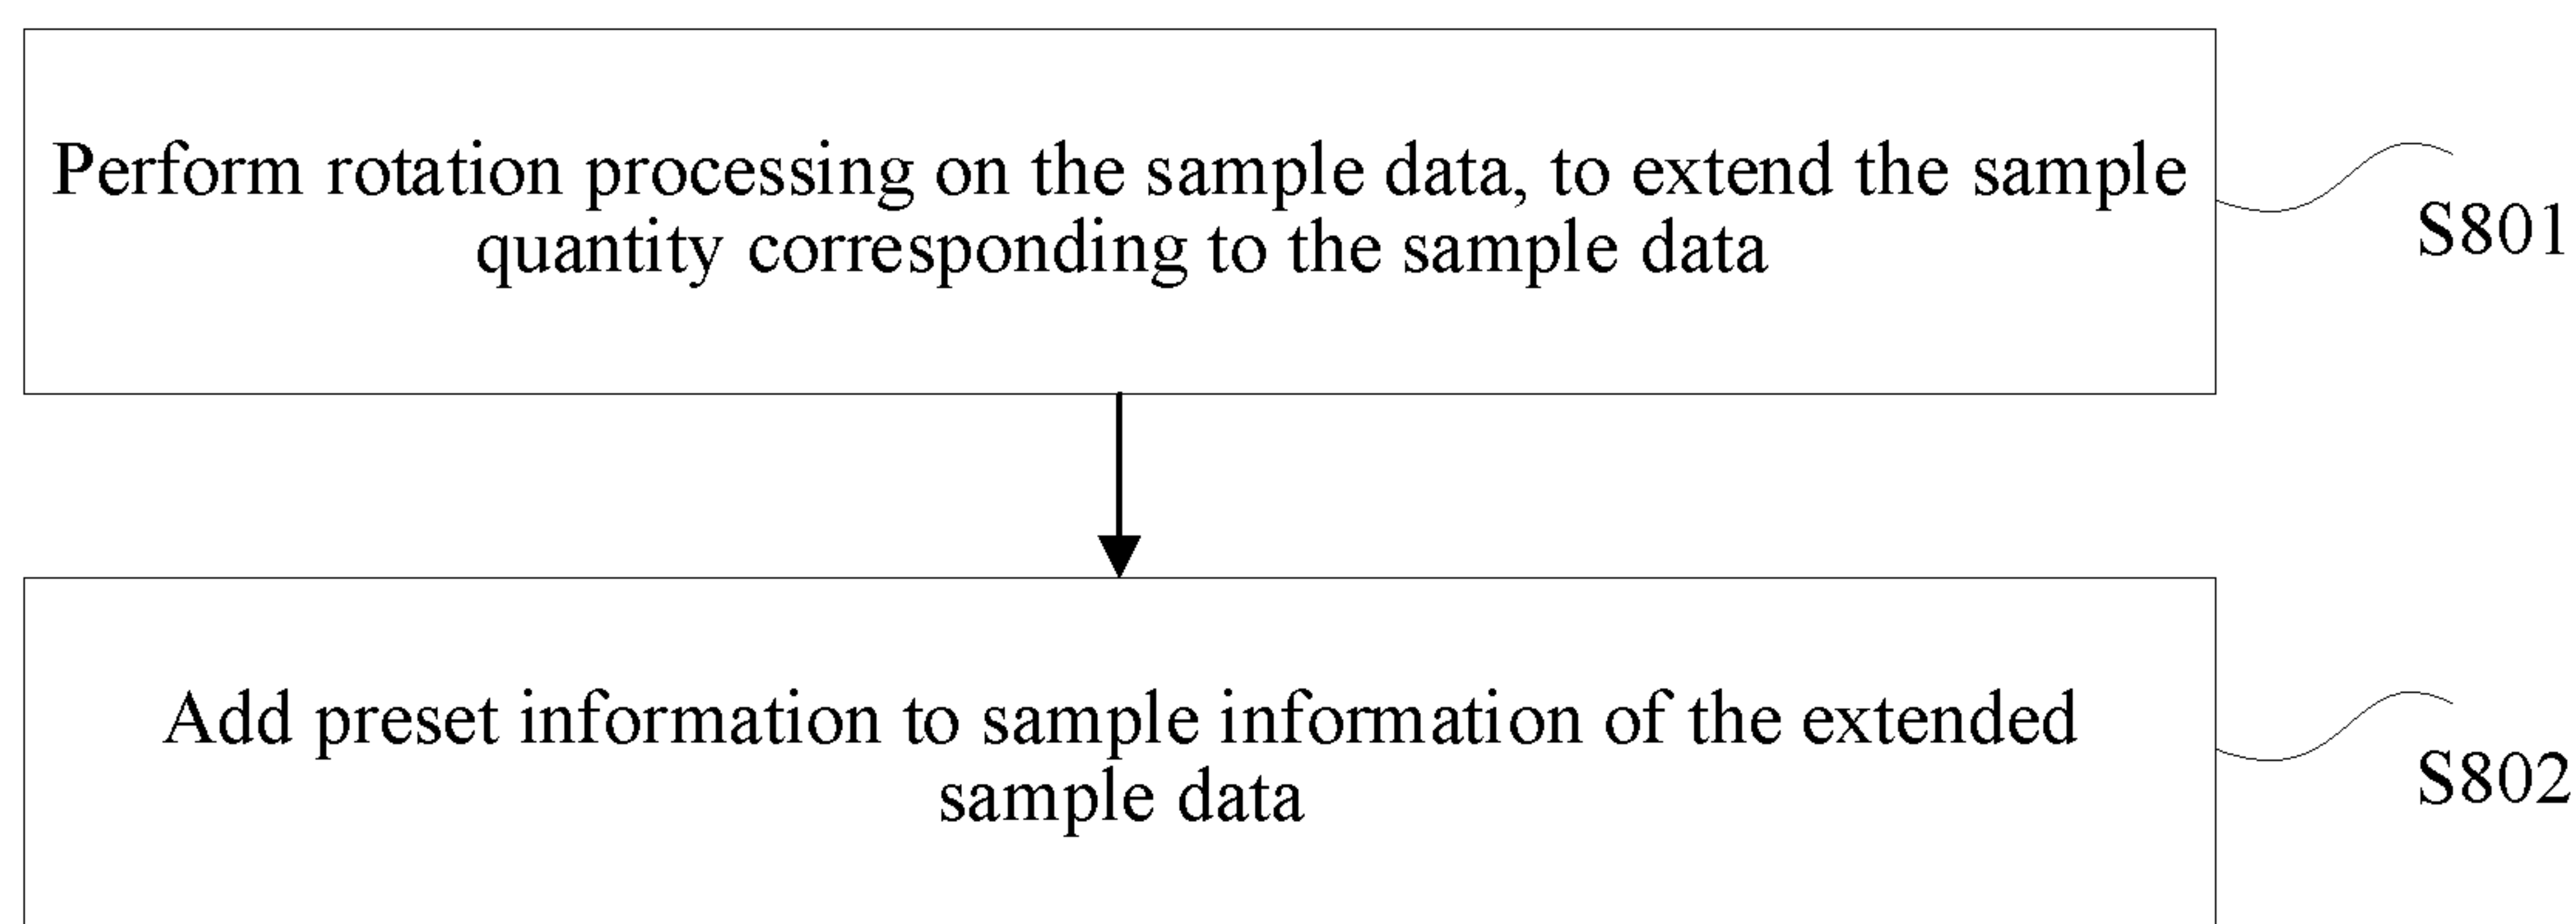 Perform rotation processing on the sample data, to extend the sample
quantity corresponding to the sample data
S801
Add preset information to sample information of the extended
sample data
S802